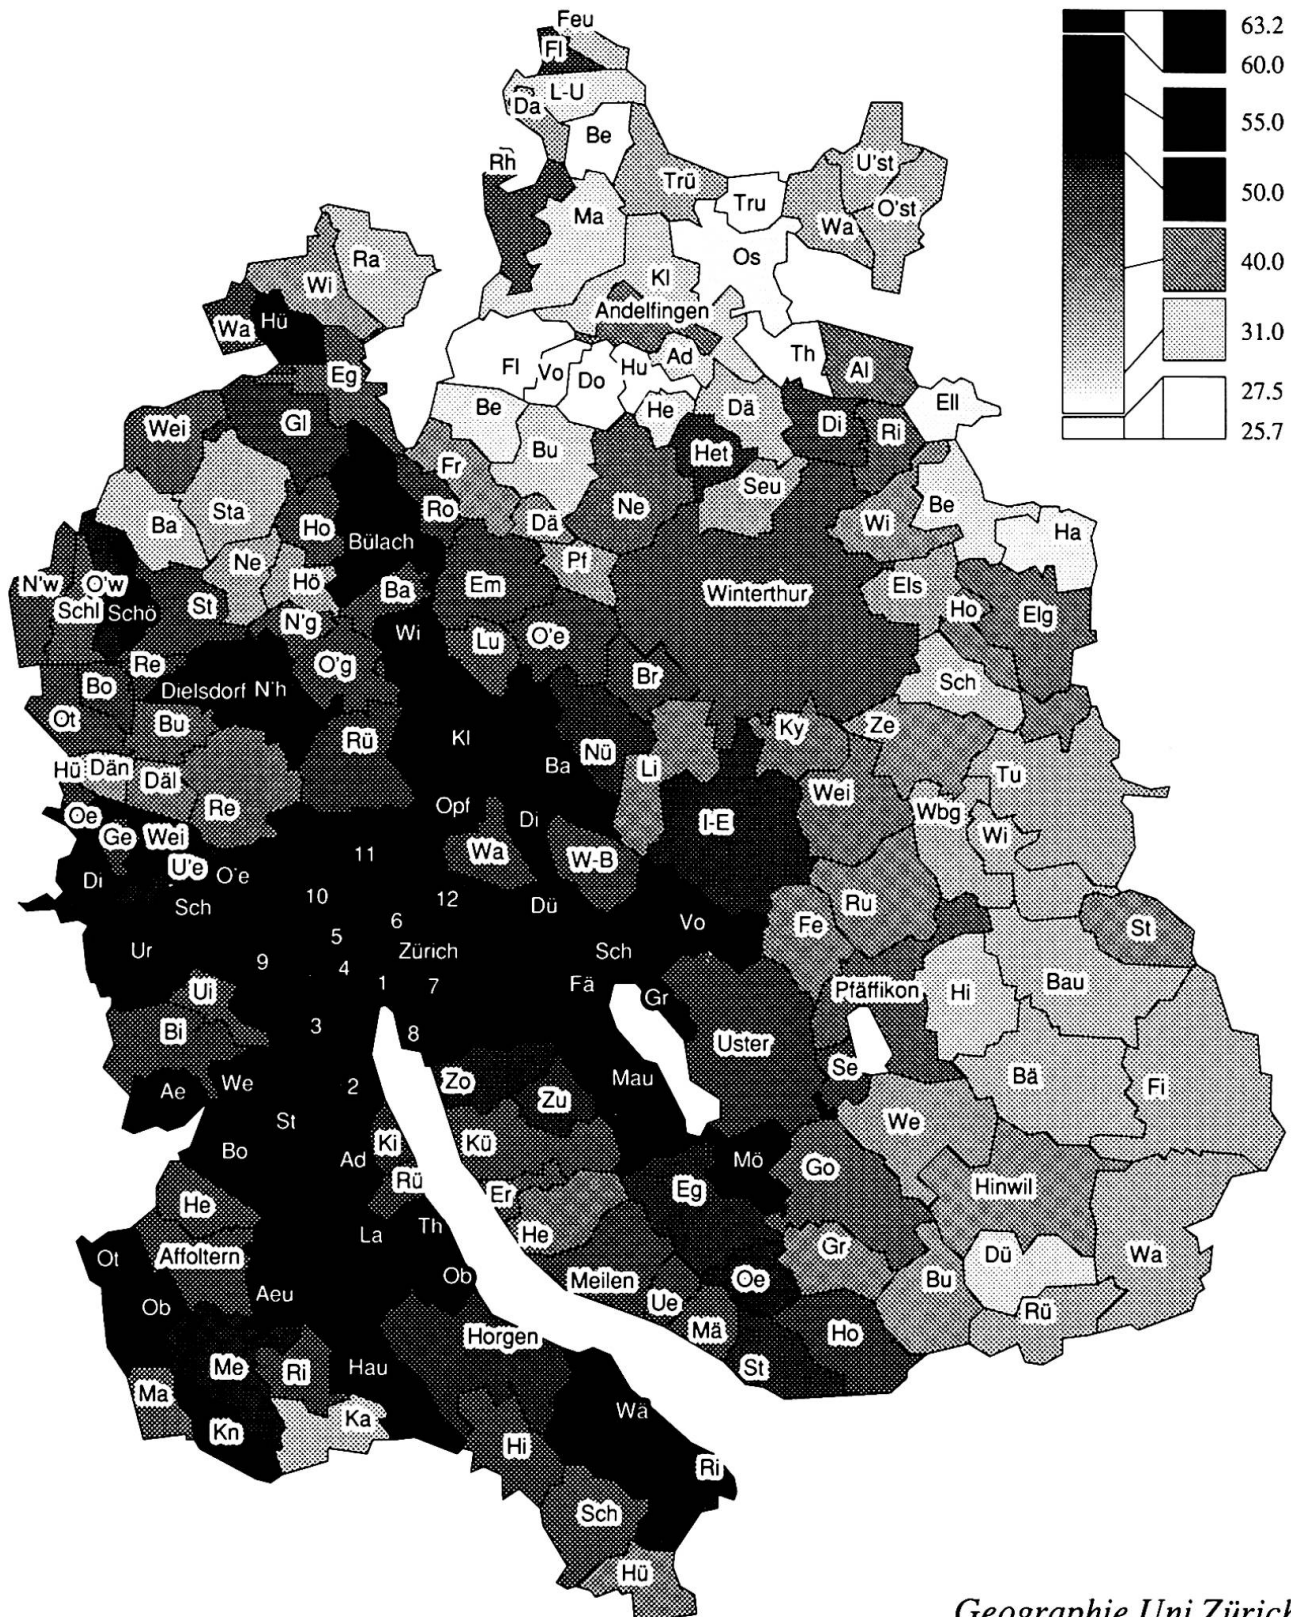 Feu
63.2
Fl
60.0
L-U
Da
55.0
Be
Rh
U'st
Trü
50.0
Tru
O'st
Ma
Wa
Ra
Os
40.0
Wi
Kl
Andelfingen
Wa
Hü
31.0
Th
Ad
Fl
Vo
Do
Hu
Al
Eg
27.5
Be
He
Dä
Ell
Gl
Di
25.7
Wei
Ri
Bu
Het
Fr
Seu
Be
Ro
Ne
Sta
Ba
Dä
Wi
Ho
Ha
Bülach
Pf
Ne
Hö
N'w
O'w
Ba
Em
Winterthur
Els
Schl
Schö
St
Ho
Elg
N'g
Wi
Lu
O'e
Re
O'g
Br
Sch
Bo
Dielsdorf
N'h
Ot
Bu
Ky
Ze
Rü
Kl
Nü
Hü
Dän
Ba
Li
Tu
Däl
Wei
Re
Opf
Oe
Di
I-E
Wbg
Ge
Wei
Wi
11
Wa
W-B
U'e
O'e
Di
10
12
Dü
Ru
Sch
6
Vo
Fe
St
5
Ur
Zürich
Sch
9
4
1
7
Fä
Bau
Ui
Gr
Pfäffikon
Hi
Bi
3
8
Uster
Se
Bä
Fi
Zo
Mau
We
Ae
2
Zu
St
We
Ki
Kü
Bo
Ad
Mö
Go
Rü
Er
Eg
Hinwil
He
Th
He
La
Gr
Dü
Wa
Affoltern
Ot
Ob
Meilen
Oe
Bu
Aeu
Ob
Ue
Rü
Horgen
Mä
Ho
Me
Ri
Hau
St
Ma
Ka
Wä
Kn
Hi
Ri
Sch
Hü
Geographie Uni Zürich